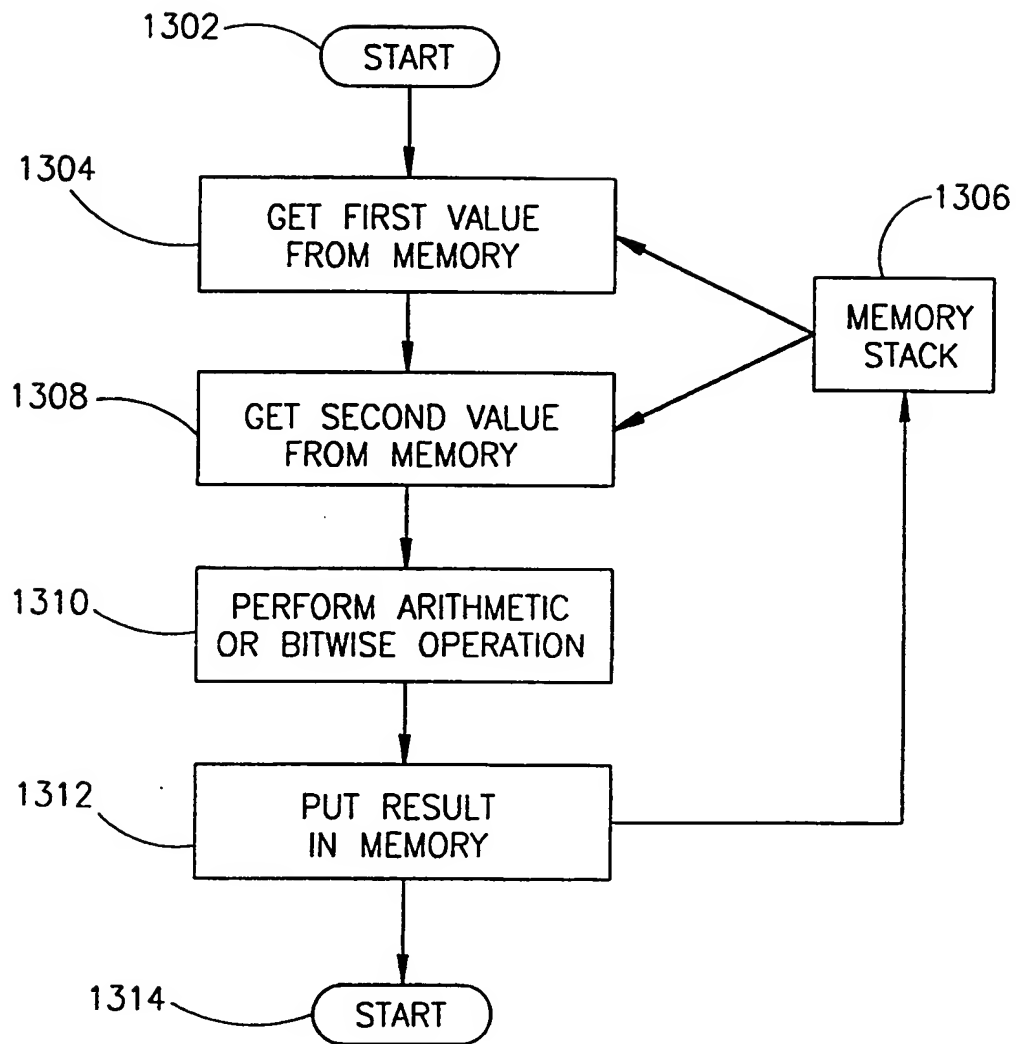 1302
START
1304
GET FIRST VALUE
FROM MEMORY
1306
MEMORY
STACK
1308
GET SECOND VALUE
FROM MEMORY
1310
PERFORM ARITHMETIC
OR BITWISE OPERATION
1312
PUT RESULT
IN MEMORY
1314
START